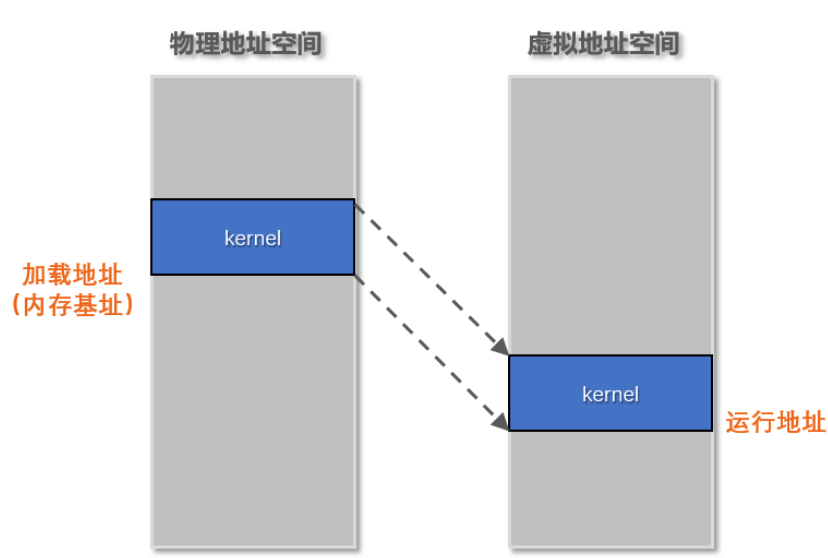 物理地址空间
虚拟地址空间
kernel
加载地址
（内存基址）
kernel
运行地址